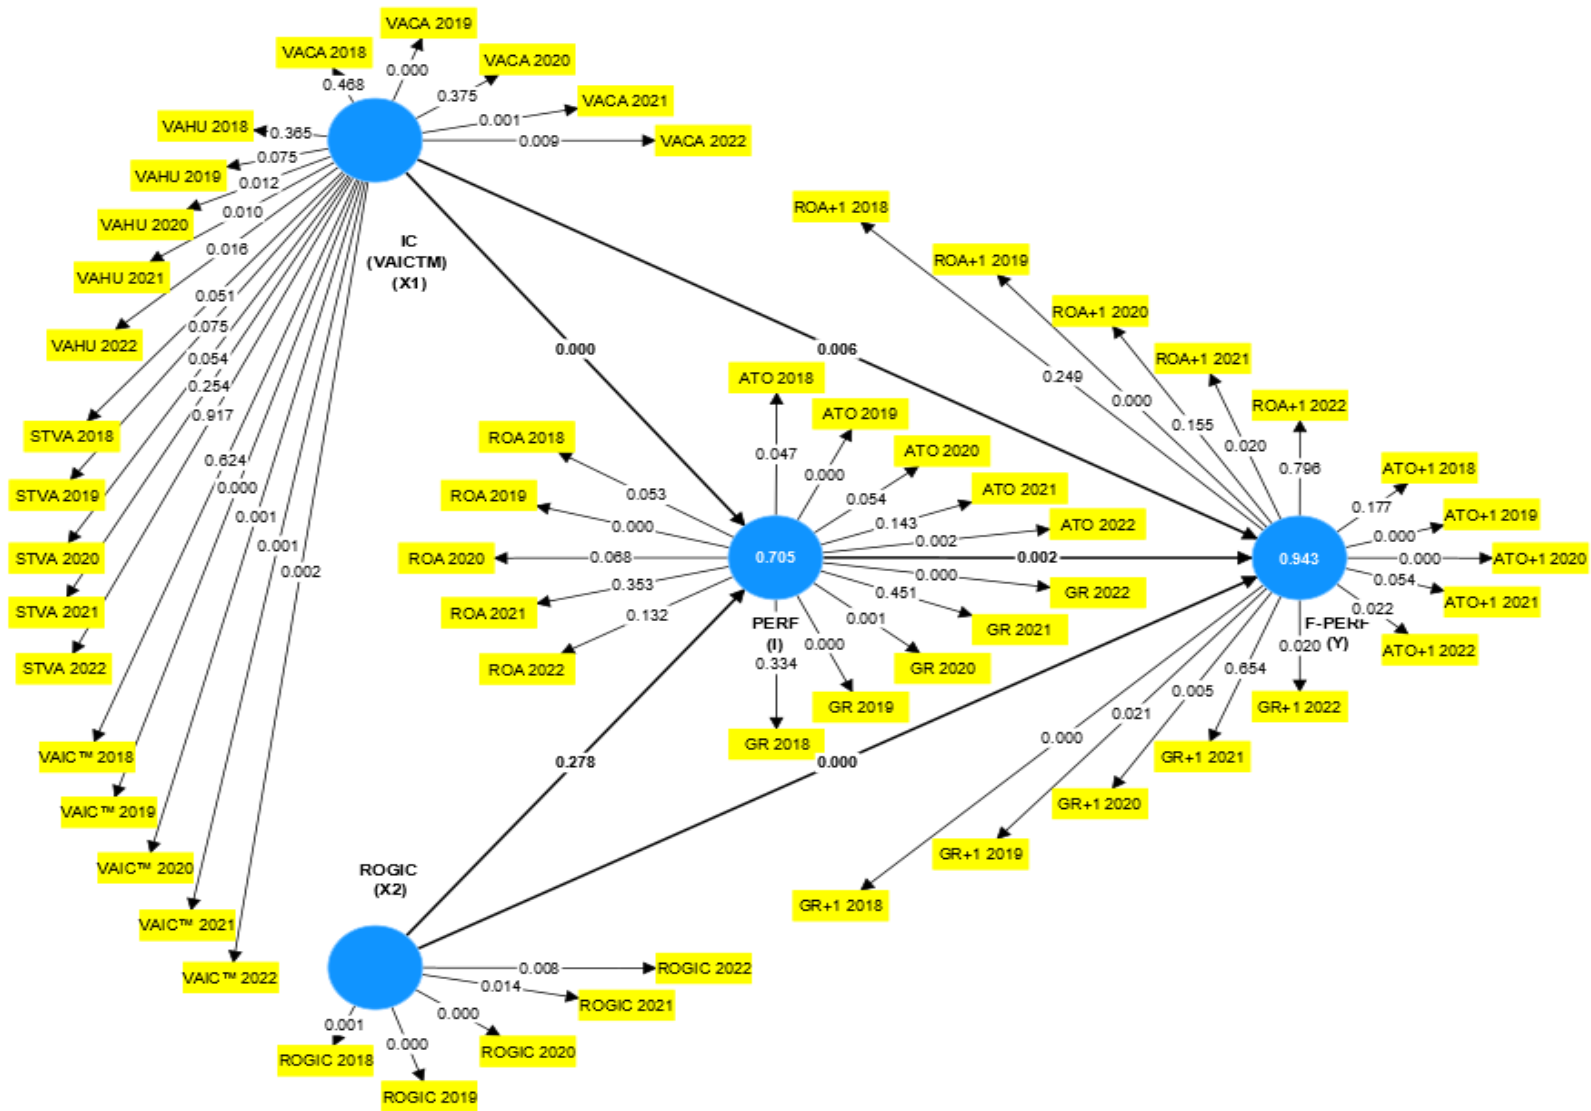 VACA 2019
VACA 2018
0.000
VACA 2020
0.468
0.375
VACA 2021
0.001
VAHU 2018
0.365
0.009
VACA 2022
0.075
VAHU 2019
0.012
VAHU 2020
0.010
0.016
VAHU 2021
VAHU 2022
IC
(VAICTM)
(X1)
0.051
0.075
0.054
0.254
0.917
STVA 2018
STVA 2019
STVA 2020
STVA 2021
STVA 2022
0.624
0.000
0.001
0.001
0.002
VAIC™ 2018
VAIC™ 2019
VAIC™ 2020
VAIC™ 2021
VAIC™ 2022
0.000
0.006
0.278
0.000
0.002
ROA 2018
0.053
ROA 2019
0.000
ROA 2020
0.068
ROA 2021
0.353
ROA 2022
0.132
ATO 2018
0.047
ATO 2019
0.000
ATO 2020
0.054
ATO 2021
0.143
ATO 2022
0.002
0.705
PERF
(I)
0.000
GR 2022
0.451
GR 2021
0.001
GR 2020
0.000
GR 2019
0.334
GR 2018
ROA+1 2018
0.249
ROA+1 2019
0.000
ROA+1 2020
0.155
ROA+1 2021
0.020
ROA+1 2022
0.796
ATO+1 2018
0.177
ATO+1 2019
0.000
ATO+1 2020
0.000
ATO+1 2021
0.054
ATO+1 2022
0.022
0.943
F-PERF
(Y)
0.020
GR+1 2022
0.654
GR+1 2021
0.005
GR+1 2020
0.021
GR+1 2019
0.000
GR+1 2018
ROGIC
(X2)
0.008
ROGIC 2022
0.014
ROGIC 2021
0.000
ROGIC 2020
0.000
ROGIC 2019
0.001
ROGIC 2018